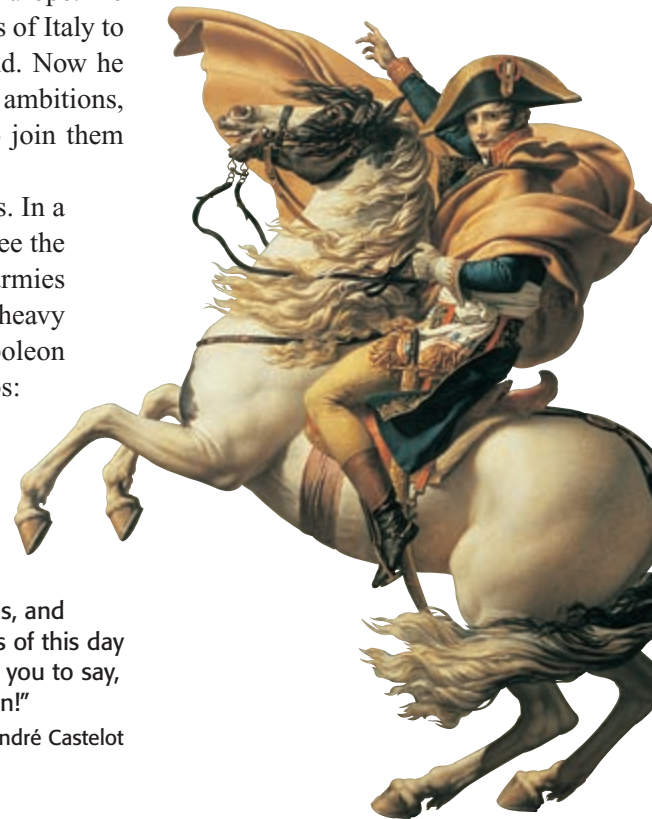 s of Italy to
d. Now he
ambitions,
join them
s. In a
ee the
rmies
heavy
poleon
s:
s, and
s of this day
you to say,
n!”
ndré Castelot